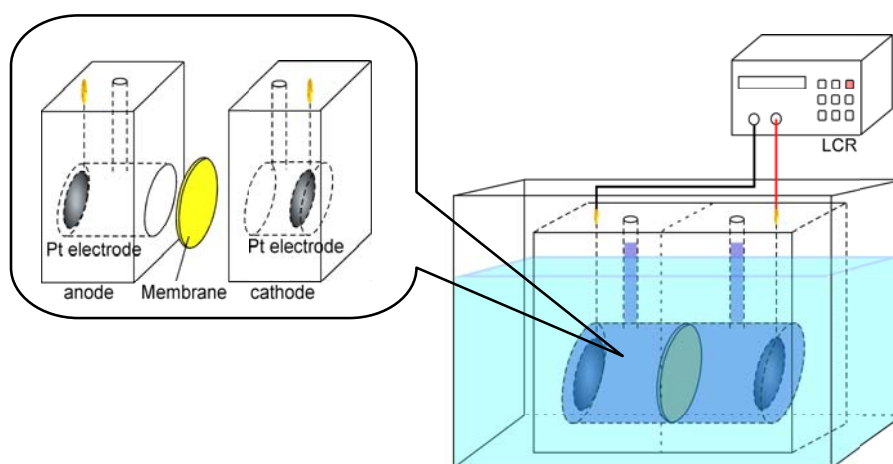 Pt electrode
Pt electrode
anode
Membrane
cathode
LCR